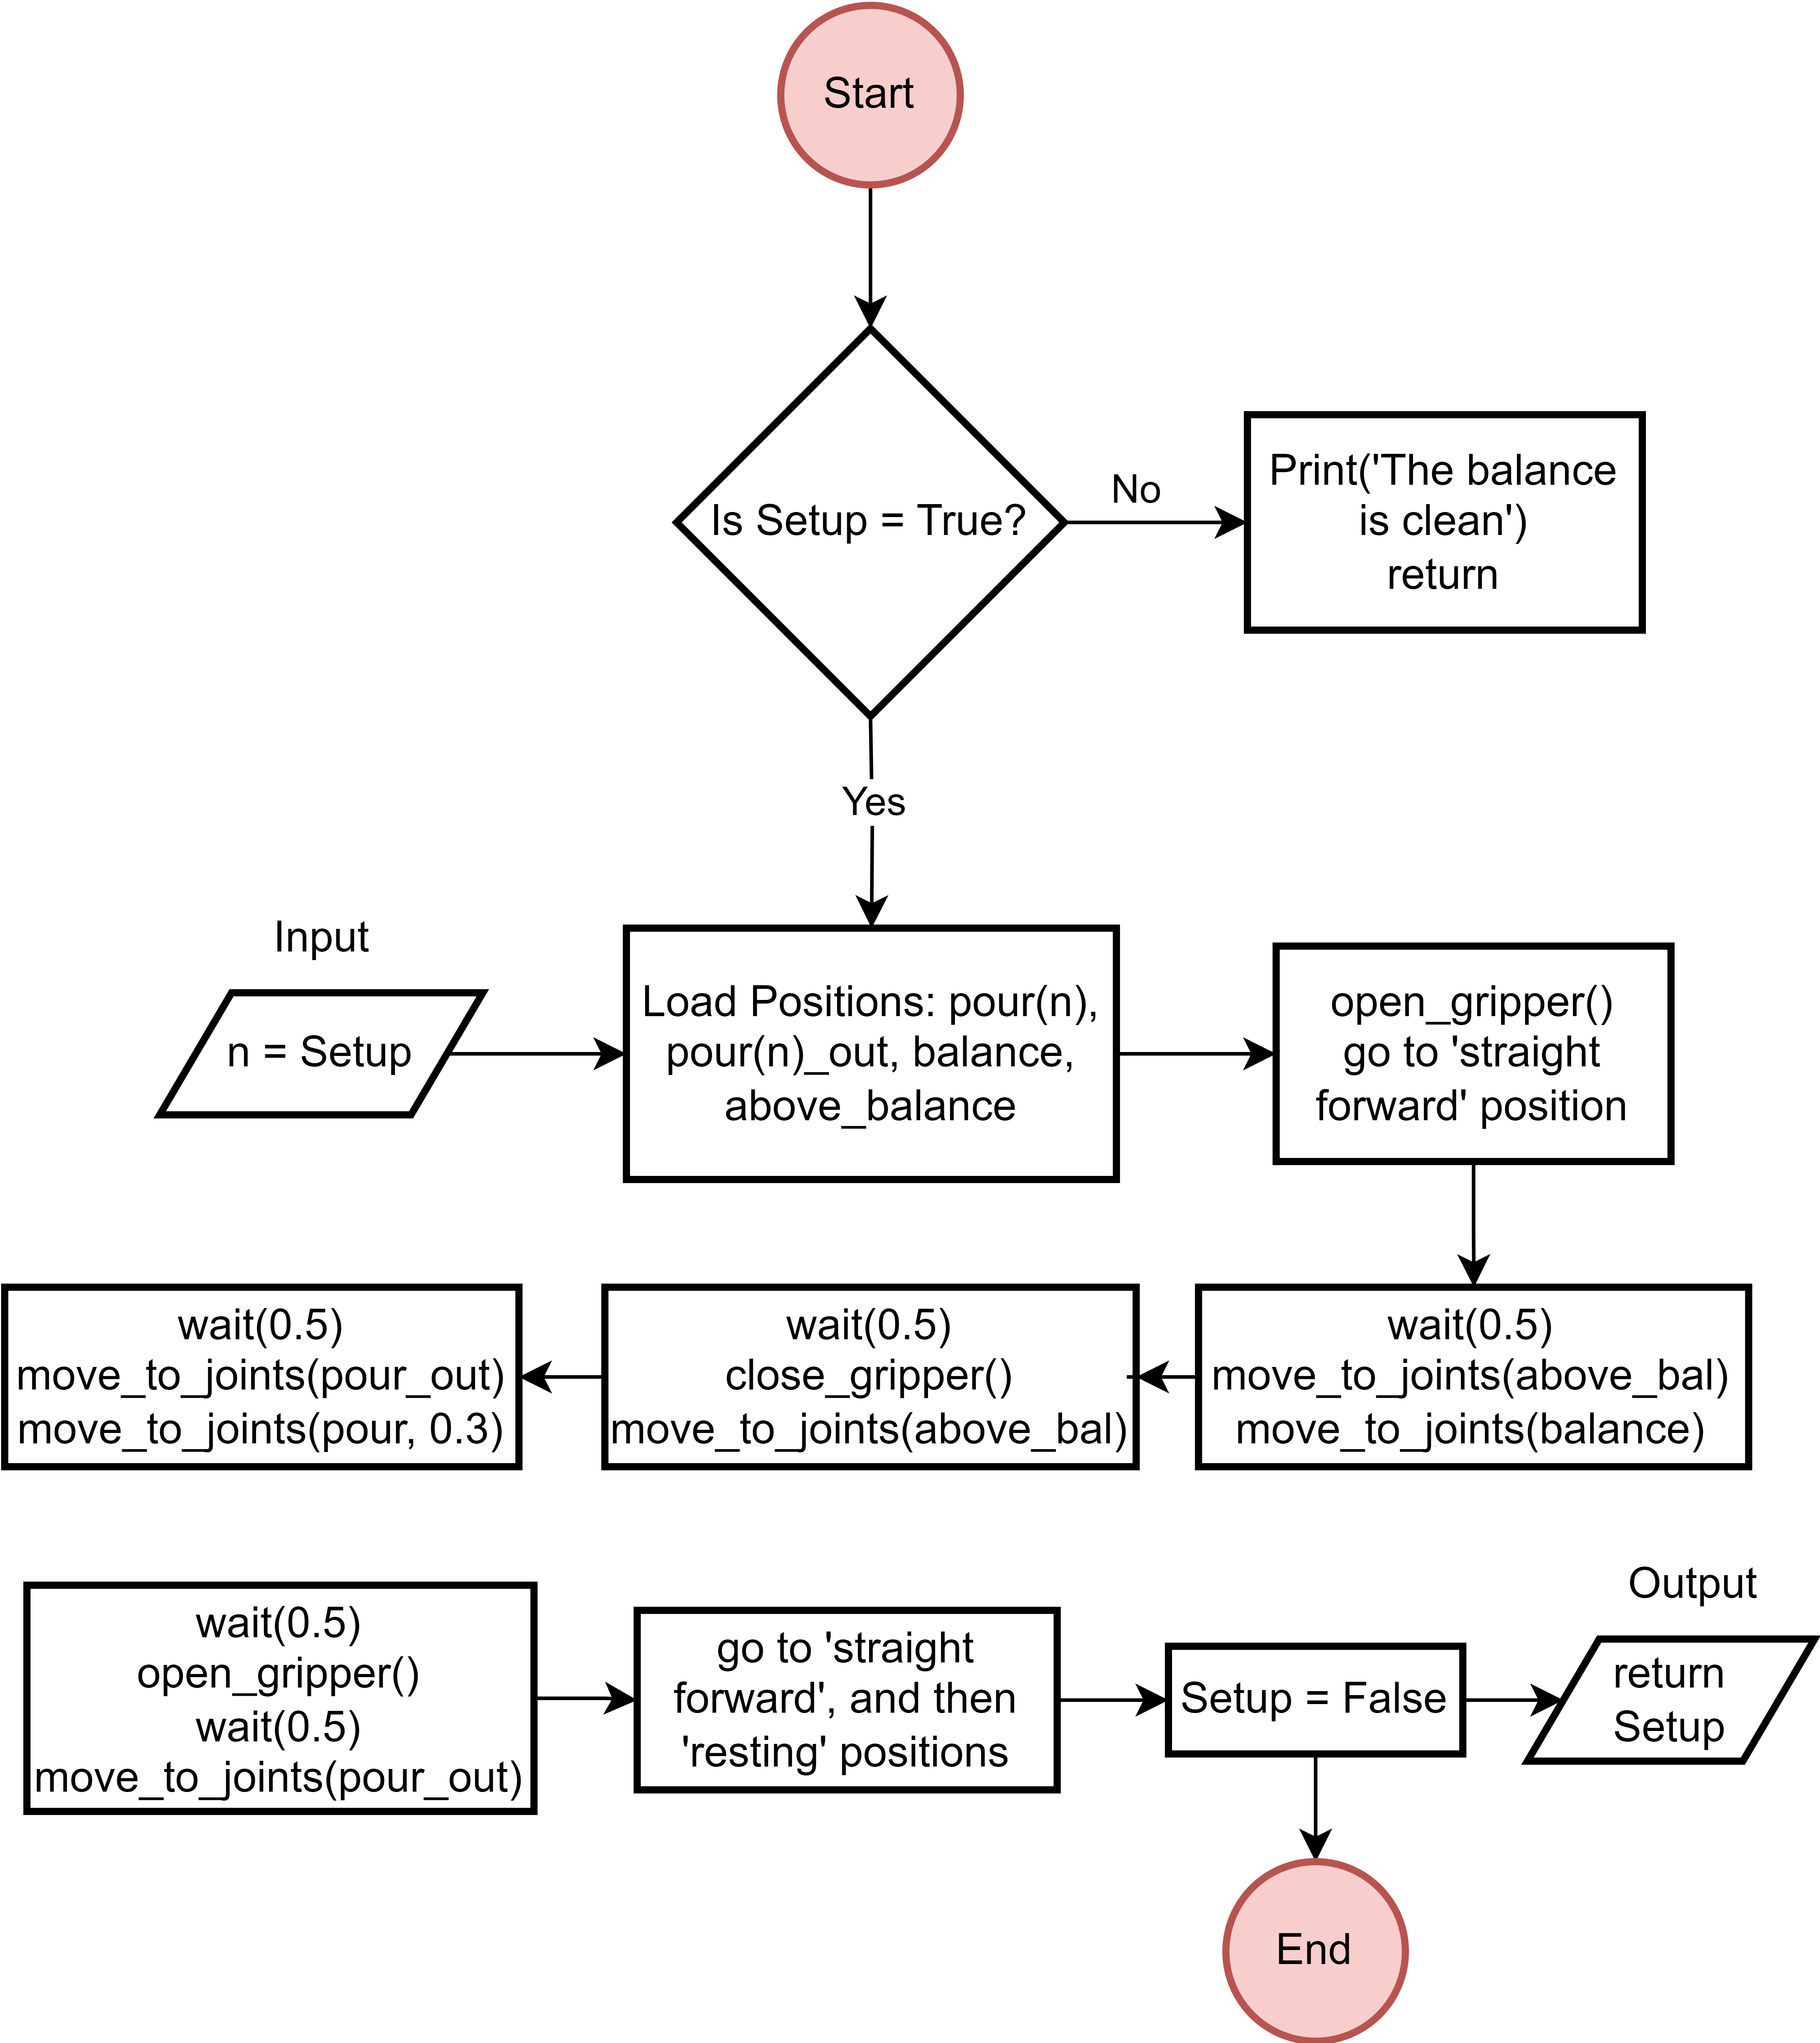 Start
Is Setup = True?
No
Print('The balance
is clean')
return
Yes
Input
n = Setup
Load Positions: pour(n),
pour(n)_out, balance,
above_balance
open_gripper()
go to 'straight
forward' position
wait(0.5)
move_to_joints(above_bal)
move_to_joints(balance)
wait(0.5)
close_gripper()
move_to_joints(above_bal)
wait(0.5)
move_to_joints(pour_out)
move_to_joints(pour, 0.3)
wait(0.5)
open_gripper()
wait(0.5)
move_to_joints(pour_out)
go to 'straight
forward', and then
'resting' positions
Setup = False
Output
return
Setup
End